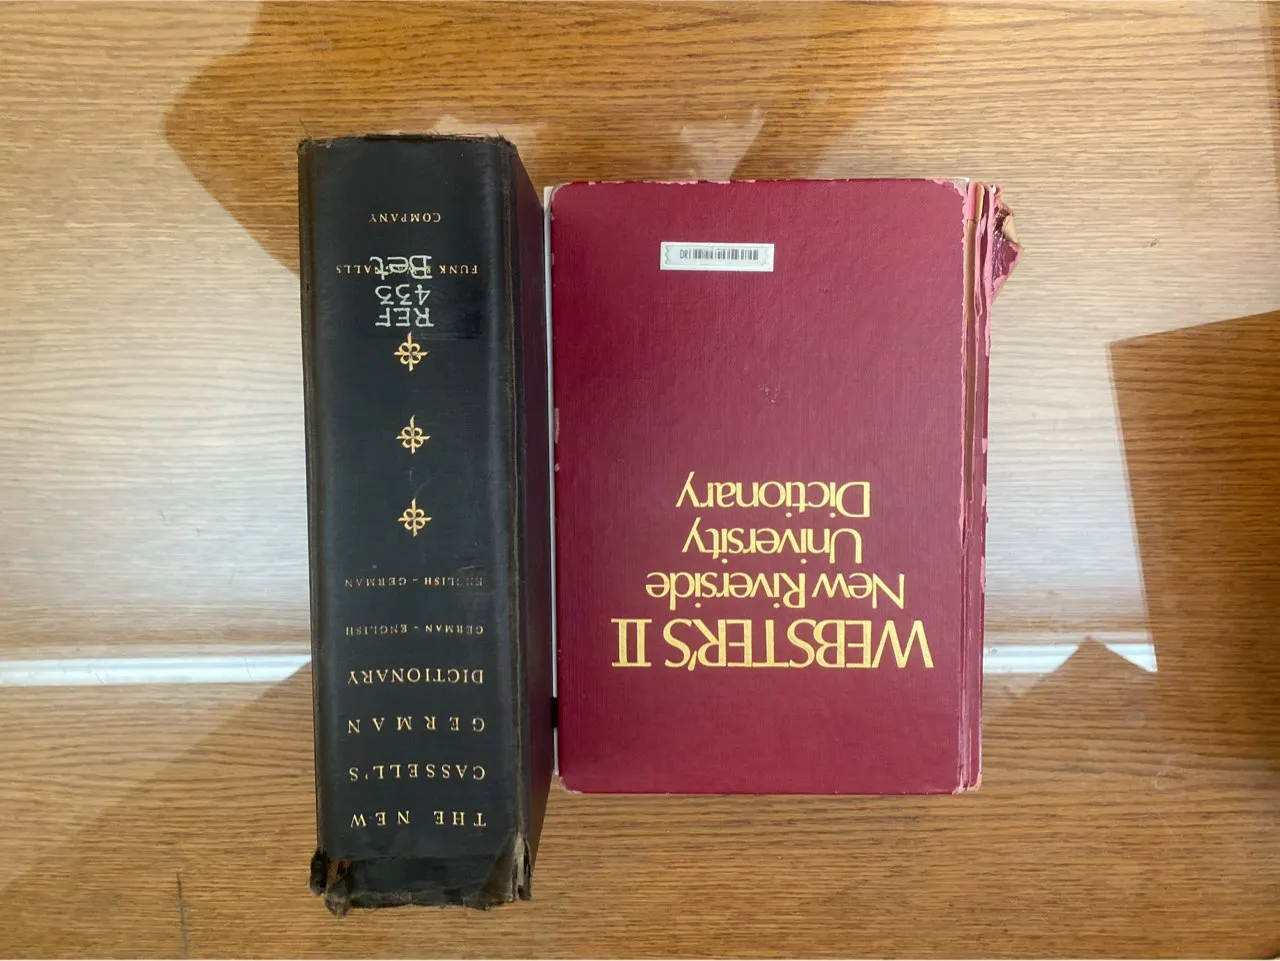 THE NEW
CASSELL'S
GERMAN
DICTIONARY
GERMAN - ENGLISH
ENGLISH - GERMAN
REF
433
Bet
FUNK & WAGNALLS
COMPANY
WEBSTER'S II
New Riverside
University
Dictionary
DRI